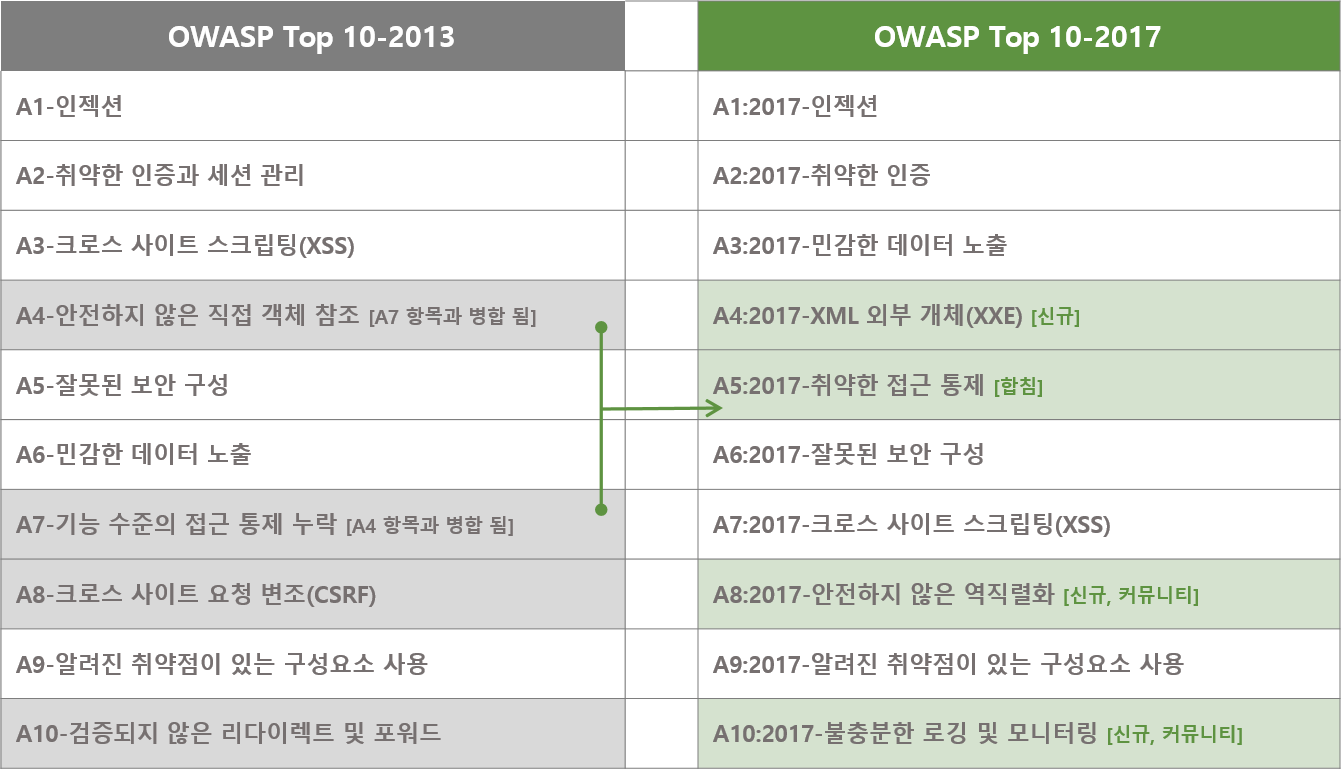 OWASP Top 10-2013
OWASP Top 10-2017
A1-인젝션
A1:2017-인젝션
A2-취약한 인증과 세션 관리
A2:2017-취약한 인증
A3-크로스 사이트 스크립팅(XSS)
A3:2017-민감한 데이터 노출
A4-안전하지 않은 직접 객체 참조 [A7 항목과 병합 됨]
A4:2017-XML 외부 개체(XXE) [신규]
A5-잘못된 보안 구성
A5:2017-취약한 접근 통제 [합침]
A6-민감한 데이터 노출
A6:2017-잘못된 보안 구성
A7-기능 수준의 접근 통제 누락 [A4 항목과 병합 됨]
A7:2017-크로스 사이트 스크립팅(XSS)
A8-크로스 사이트 요청 변조(CSRF)
A8:2017-안전하지 않은 역직렬화 [신규, 커뮤니티]
A9-알려진 취약점이 있는 구성요소 사용
A9:2017-알려진 취약점이 있는 구성요소 사용
A10-검증되지 않은 리다이렉트 및 포워드
A10:2017-불충분한 로깅 및 모니터링 [신규, 커뮤니티]